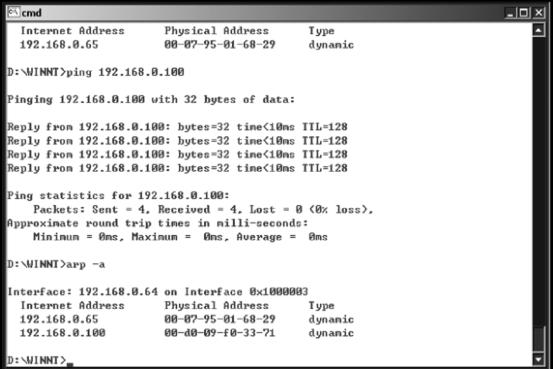 cmd
Internet Address Physical Address Type
192.168.0.65 00-07-95-01-68-29 dynamic
D:\WINNT>ping 192.168.0.100
Pinging 192.168.0.100 with 32 bytes of data:
Reply from 192.168.0.100: bytes=32 time<10ms TTL=128
Reply from 192.168.0.100: bytes=32 time<10ms TTL=128
Reply from 192.168.0.100: bytes=32 time<10ms TTL=128
Reply from 192.168.0.100: bytes=32 time<10ms TTL=128
Ping statistics for 192.168.0.100:
Packets: Sent = 4, Received = 4, Lost = 0 (0% loss),
Approximate round trip times in milli-seconds:
Minimum = 0ms, Maximum = 0ms, Average = 0ms
D:\WINNT>arp -a
Interface: 192.168.0.64 on Interface 0x1000003
Internet Address Physical Address Type
192.168.0.65 00-07-95-01-68-29 dynamic
192.168.0.100 00-d0-09-f0-33-71 dynamic
D:\WINNT>_